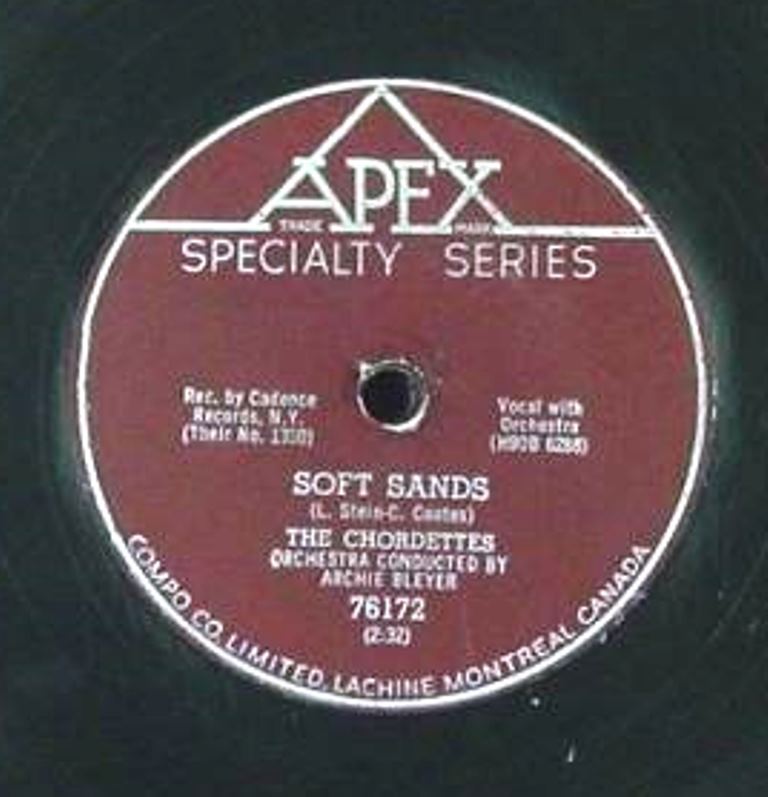 APEX
TRADE MARK
SPECIALTY SERIES
Rec. by Cadence
Records, N.Y.
(Their No.
Vocal with
Orchestra
SOFT SANDS
(L. Stein-C. Coates)
THE CHORDETTES
ORCHESTRA CONDUCTED BY
ARCHIE BLEYER
76172
(2:32)
COMPO CO. LIMITED, LACHINE MONTREAL CANADA